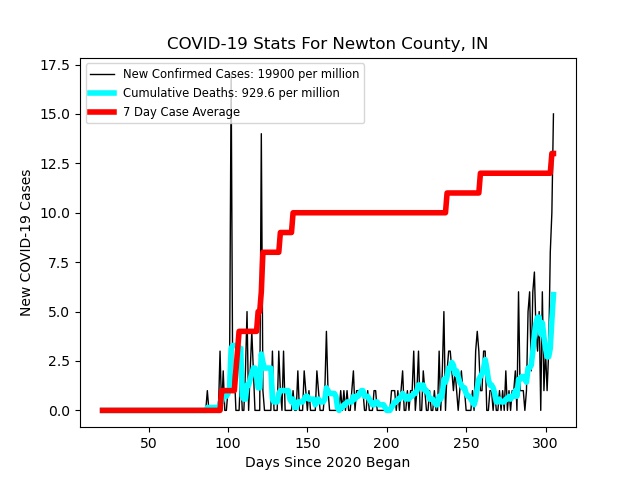 COVID-19 Stats For Newton County, IN
New Confirmed Cases: 19900 per million
Cumulative Deaths: 929.6 per million
7 Day Case Average
17.5
15.0
12.5
10.0
7.5
5.0
2.5
0.0
New COVID-19 Cases
50 100 150 200 250 300
Days Since 2020 Began